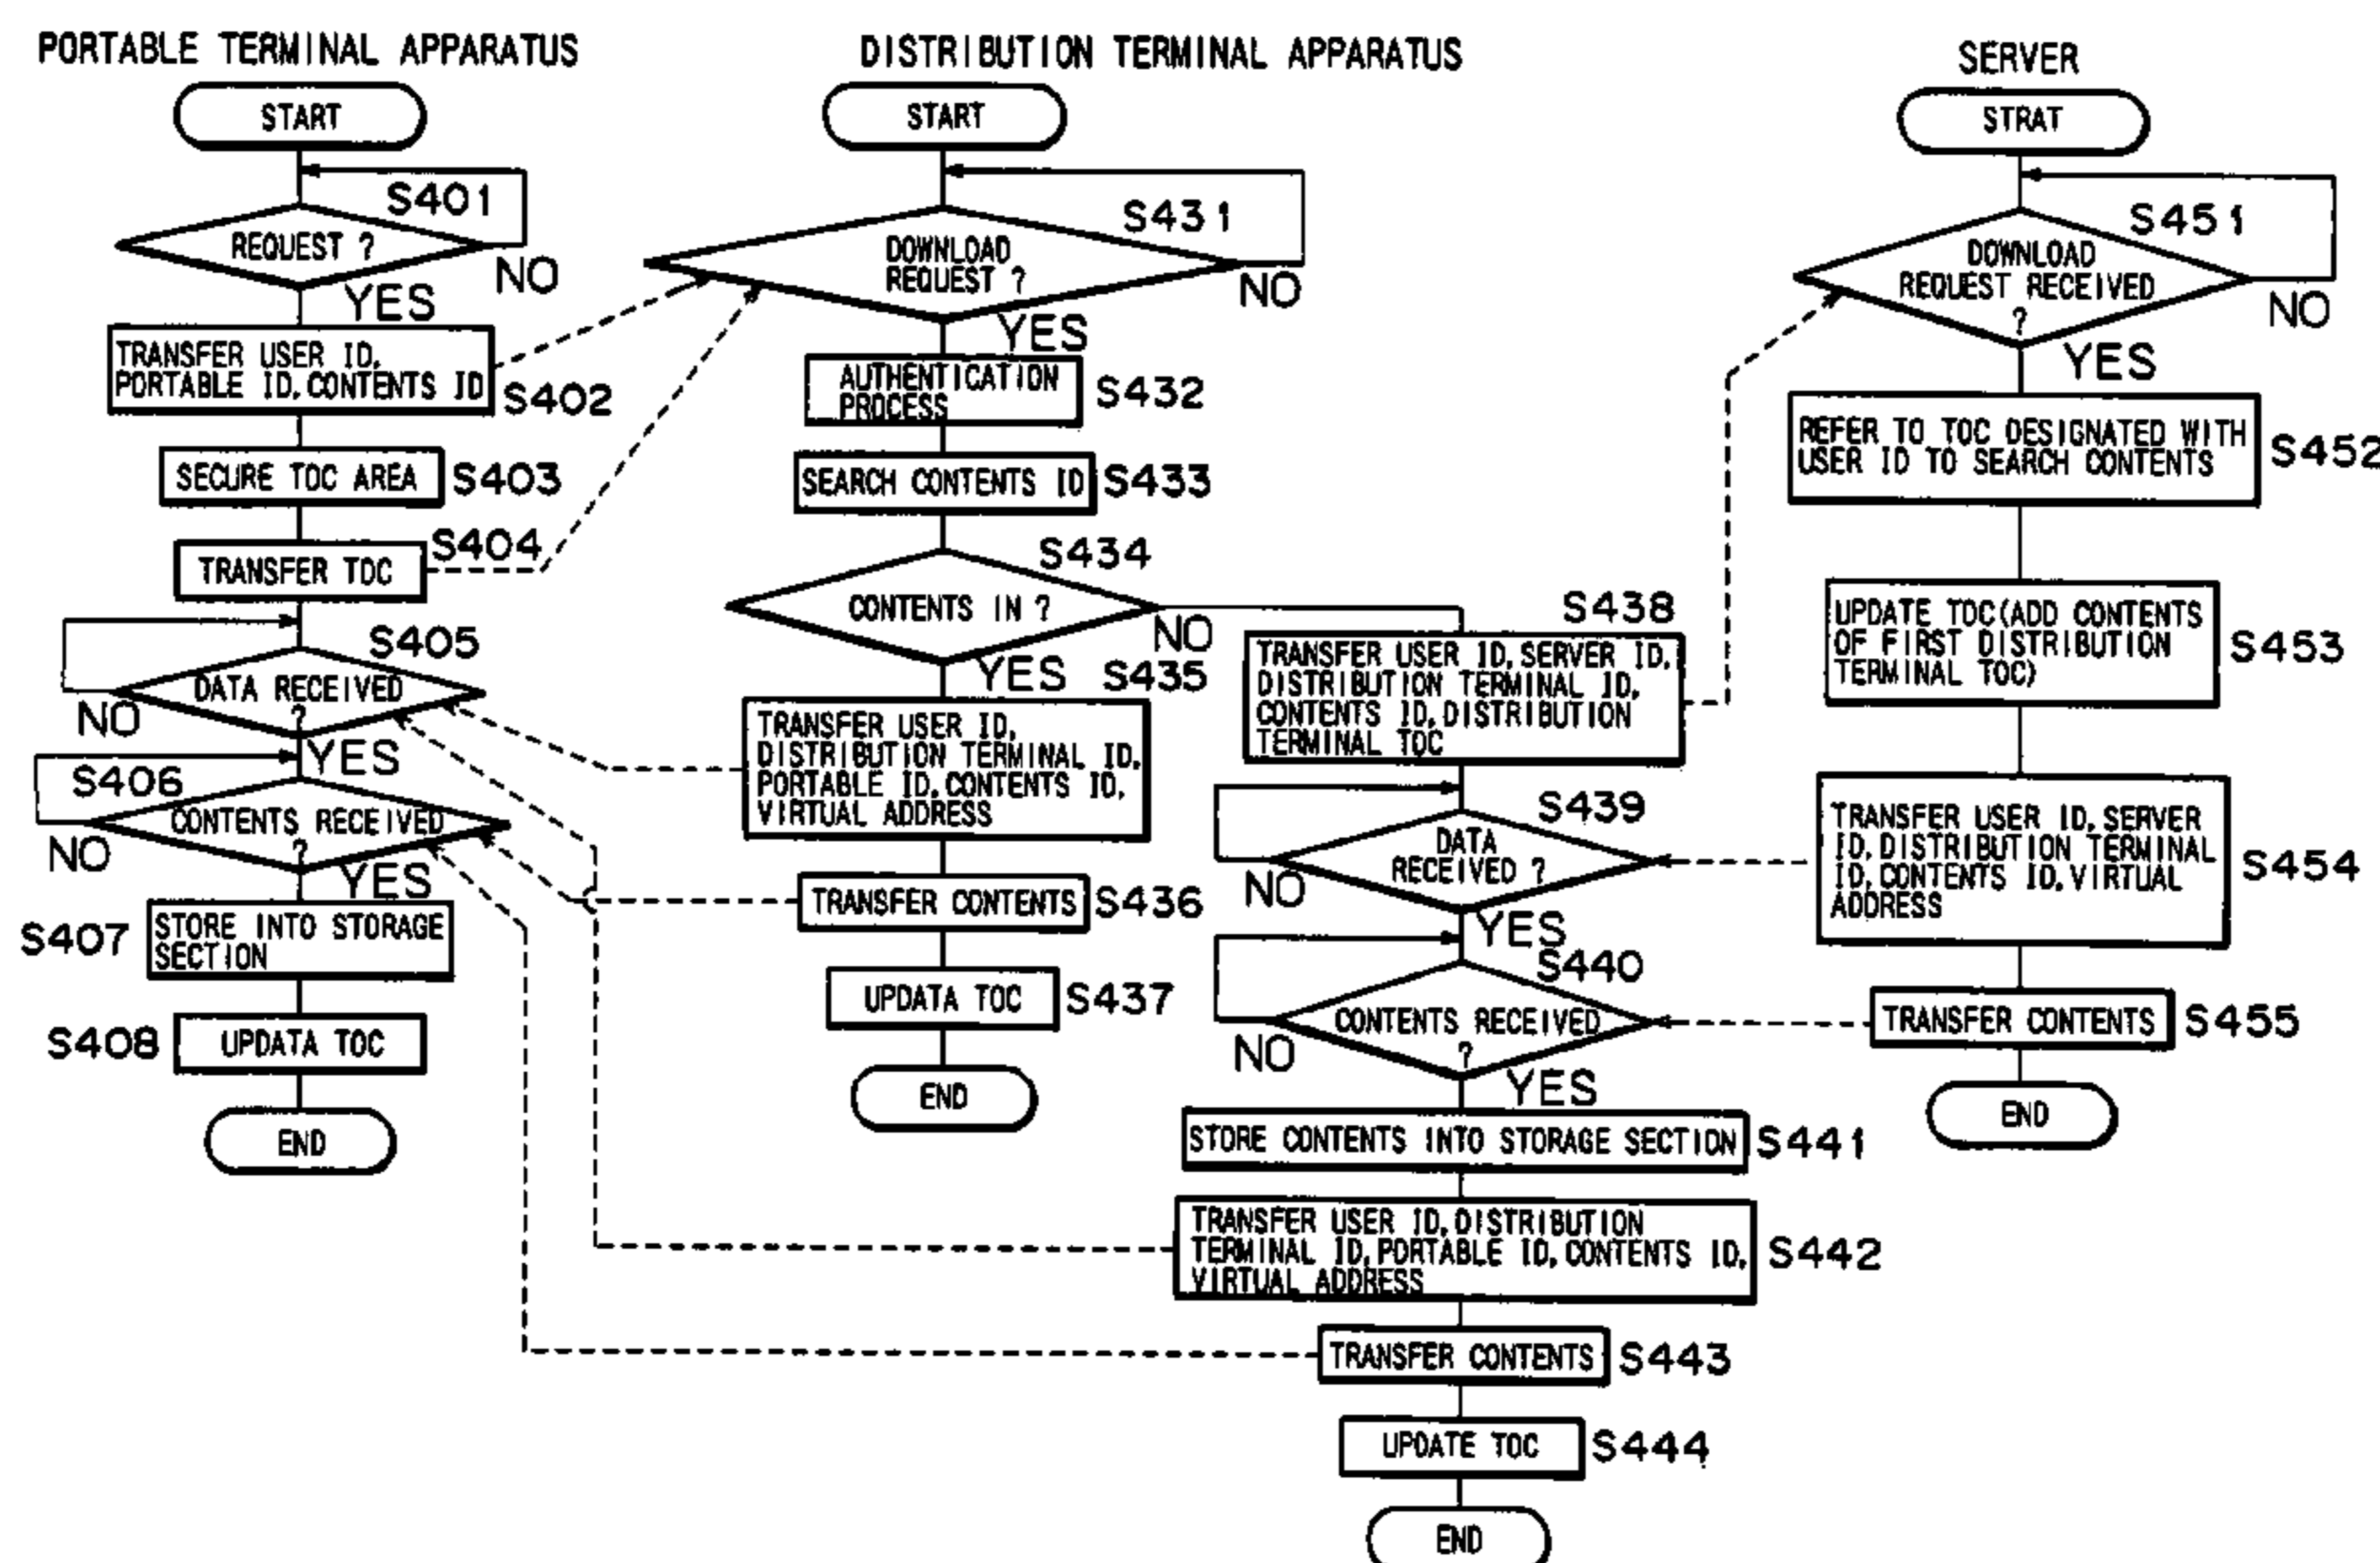 PORTABLE TERMINAL APPARATUS
START
S401
REQUEST ?
NO
YES
TRANSFER USER ID,
PORTABLE ID, CONTENTS ID
S402
SECURE TOC AREA
S403
TRANSFER TOC
S404
S405
DATA RECEIVED
?
NO
YES
S406
CONTENTS RECEIVED
?
NO
YES
STORE INTO STORAGE
SECTION
S407
UPDATA TOC
S408
END
DISTRIBUTION TERMINAL APPARATUS
START
S431
DOWNLOAD
REQUEST ?
NO
YES
AUTHENTICATION
PROCESS
S432
SEARCH CONTENTS ID
S433
S434
CONTENTS IN ?
NO
YES
S435
TRANSFER USER ID,
DISTRIBUTION TERMINAL ID,
PORTABLE ID, CONTENTS ID,
VIRTUAL ADDRESS
TRANSFER CONTENTS
S436
UPDATA TOC
S437
END
S438
TRANSFER USER ID, SERVER ID,
DISTRIBUTION TERMINAL ID,
CONTENTS ID, DISTRIBUTION
TERMINAL TOC
S439
DATA
RECEIVED ?
NO
YES
S440
CONTENTS RECEIVED
?
NO
YES
STORE CONTENTS INTO STORAGE SECTION
S441
TRANSFER USER ID, DISTRIBUTION
TERMINAL ID, PORTABLE ID, CONTENTS ID,
VIRTUAL ADDRESS
S442
TRANSFER CONTENTS
S443
UPDATE TOC
S444
END
SERVER
STRAT
S451
DOWNLOAD
REQUEST RECEIVED
?
NO
YES
REFER TO TOC DESIGNATED WITH
USER ID TO SEARCH CONTENTS
S452
UPDATE TOC(ADD CONTENTS
OF FIRST DISTRIBUTION
TERMINAL TOC)
S453
TRANSFER USER ID, SERVER
ID, DISTRIBUTION TERMINAL
ID, CONTENTS ID, VIRTUAL
ADDRESS
S454
TRANSFER CONTENTS
S455
END